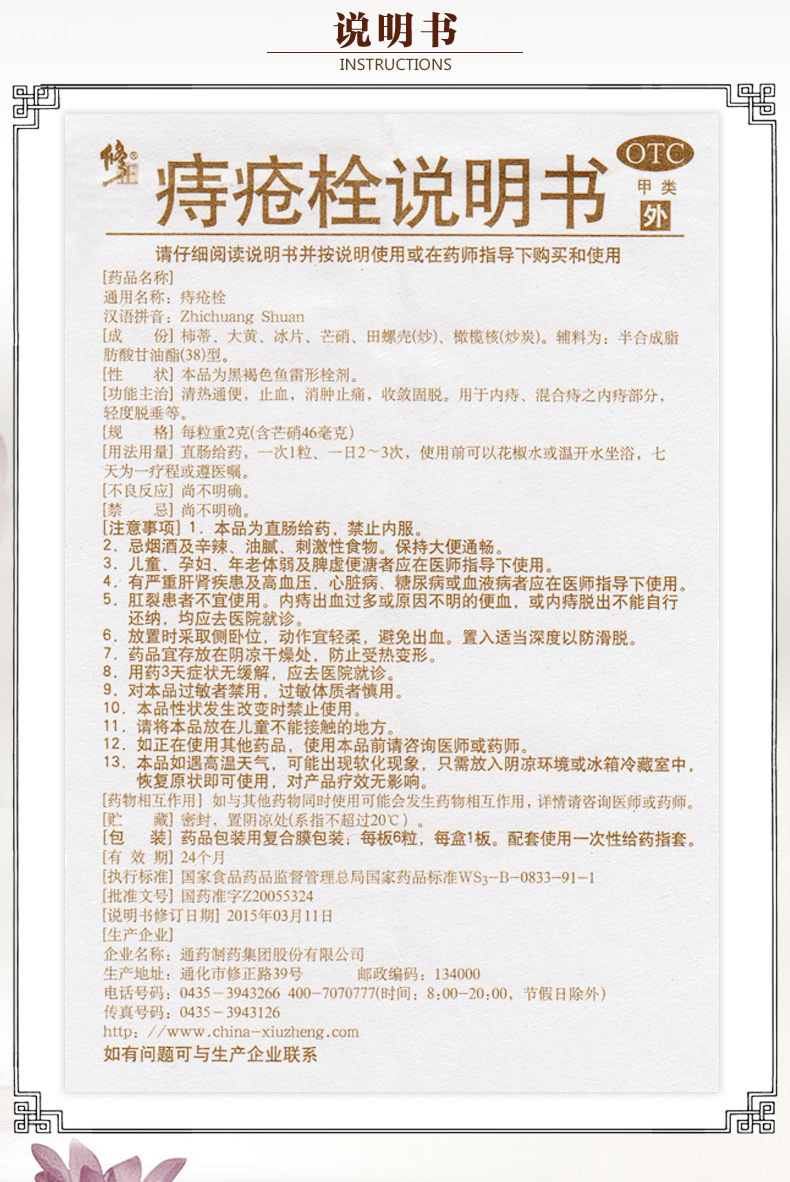 说明书
INSTRUCTIONS
修正®
痔疮栓说明书
OTC
甲类
外
请仔细阅读说明书并按说明使用或在药师指导下购买和使用
[药品名称]
通用名称：痔疮栓
汉语拼音：Zhichuang Shuan
[成 份] 柿蒂、大黄、冰片、芒硝、田螺壳(炒)、橄榄核(炒炭)。辅料为：半合成脂
肪酸甘油酯(38)型。
[性 状] 本品为黑褐色鱼雷形栓剂。
[功能主治] 清热通便，止血，消肿止痛，收敛固脱。用于内痔、混合痔之内痔部分，
轻度脱垂等。
[规 格] 每粒重2克(含芒硝46毫克)
[用法用量] 直肠给药，一次1粒、一日2～3次，使用前可以花椒水或温开水坐浴，七
天为一疗程或遵医嘱。
[不良反应] 尚不明确。
[禁 忌] 尚不明确。
[注意事项] 1．本品为直肠给药，禁止内服。
2．忌烟酒及辛辣、油腻、刺激性食物。保持大便通畅。
3．儿童、孕妇、年老体弱及脾虚便溏者应在医师指导下使用。
4．有严重肝肾疾患及高血压、心脏病、糖尿病或血液病者应在医师指导下使用。
5．肛裂患者不宜使用。内痔出血过多或原因不明的便血，或内痔脱出不能自行
还纳，均应去医院就诊。
6．放置时采取侧卧位，动作宜轻柔，避免出血。置入适当深度以防滑脱。
7．药品宜存放在阴凉干燥处，防止受热变形。
8．用药3天症状无缓解，应去医院就诊。
9．对本品过敏者禁用，过敏体质者慎用。
10．本品性状发生改变时禁止使用。
11．请将本品放在儿童不能接触的地方。
12．如正在使用其他药品，使用本品前请咨询医师或药师。
13．本品如遇高温天气，可能出现软化现象，只需放入阴凉环境或冰箱冷藏室中，
恢复原状即可使用，对产品疗效无影响。
[药物相互作用] 如与其他药物同时使用可能会发生药物相互作用，详情请咨询医师或药师。
[贮 藏] 密封，置阴凉处(系指不超过20℃)。
[包 装] 药品包装用复合膜包装；每板6粒，每盒1板。配套使用一次性给药指套。
[有 效 期] 24个月
[执行标准] 国家食品药品监督管理总局国家药品标准WS3-B-0833-91-1
[批准文号] 国药准字Z20055324
[说明书修订日期] 2015年03月11日
[生产企业]
企业名称：通药制药集团股份有限公司
生产地址：通化市修正路39号 邮政编码：134000
电话号码：0435-3943266 400-7070777(时间：8:00-20:00，节假日除外)
传真号码：0435-3943126
http：//www.china-xiuzheng.com
如有问题可与生产企业联系